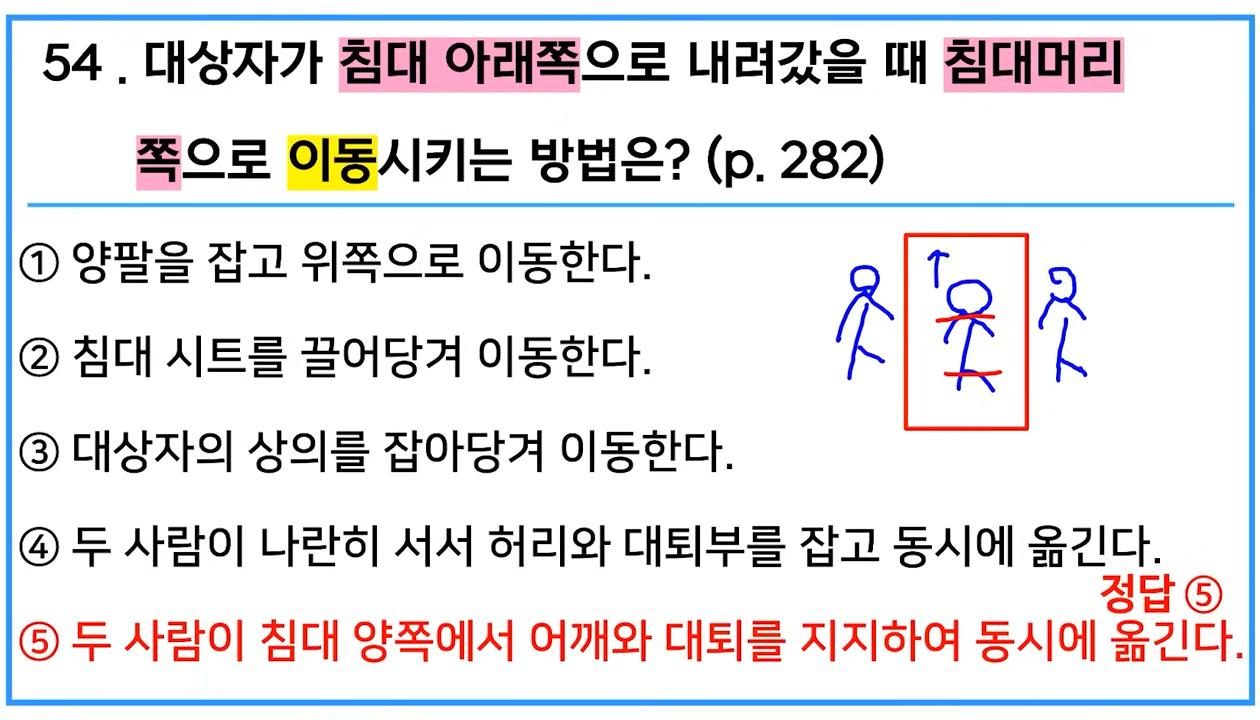 54 . 대상자가 침대 아래쪽으로 내려갔을 때 침대머리
쪽으로 이동시키는 방법은? (p. 282)
① 양팔을 잡고 위쪽으로 이동한다.
② 침대 시트를 끌어당겨 이동한다.
③ 대상자의 상의를 잡아당겨 이동한다.
④ 두 사람이 나란히 서서 허리와 대퇴부를 잡고 동시에 옮긴다.
정답 ⑤
⑤ 두 사람이 침대 양쪽에서 어깨와 대퇴를 지지하여 동시에 옮긴다.